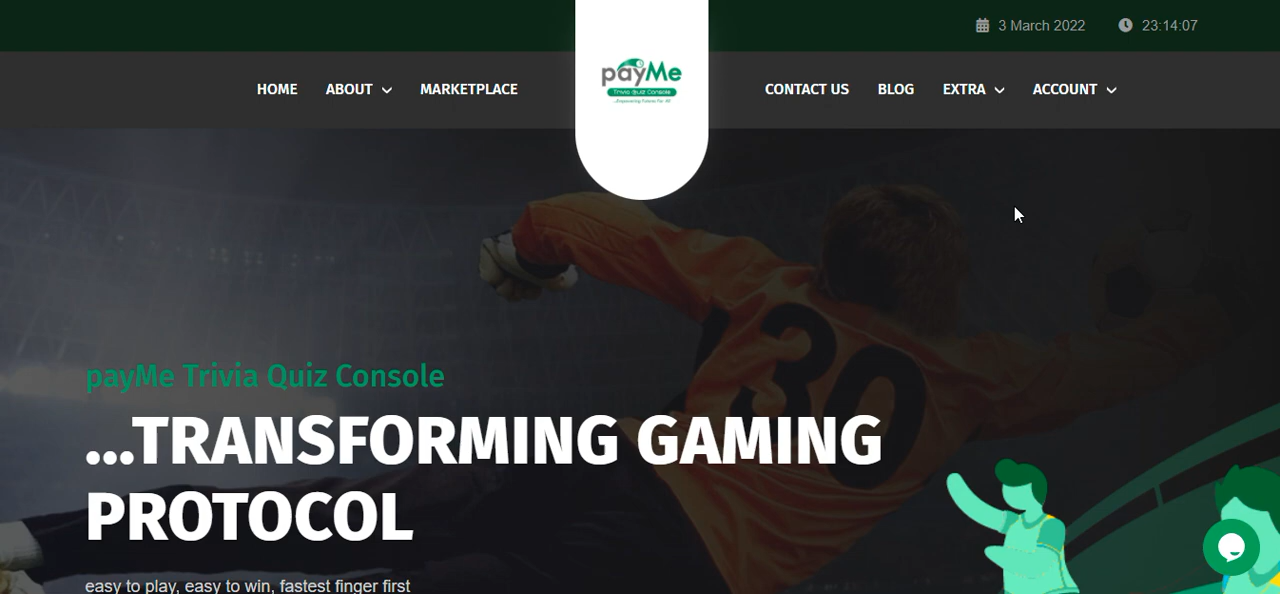 3 March 2022 23:14:07
HOME ABOUT MARKETPLACE
payMe
Trivia Quiz Console
CONTACT US BLOG EXTRA ACCOUNT
30
payMe Trivia Quiz Console
...TRANSFORMING GAMING
PROTOCOL
easy to play, easy to win, fastest finger first